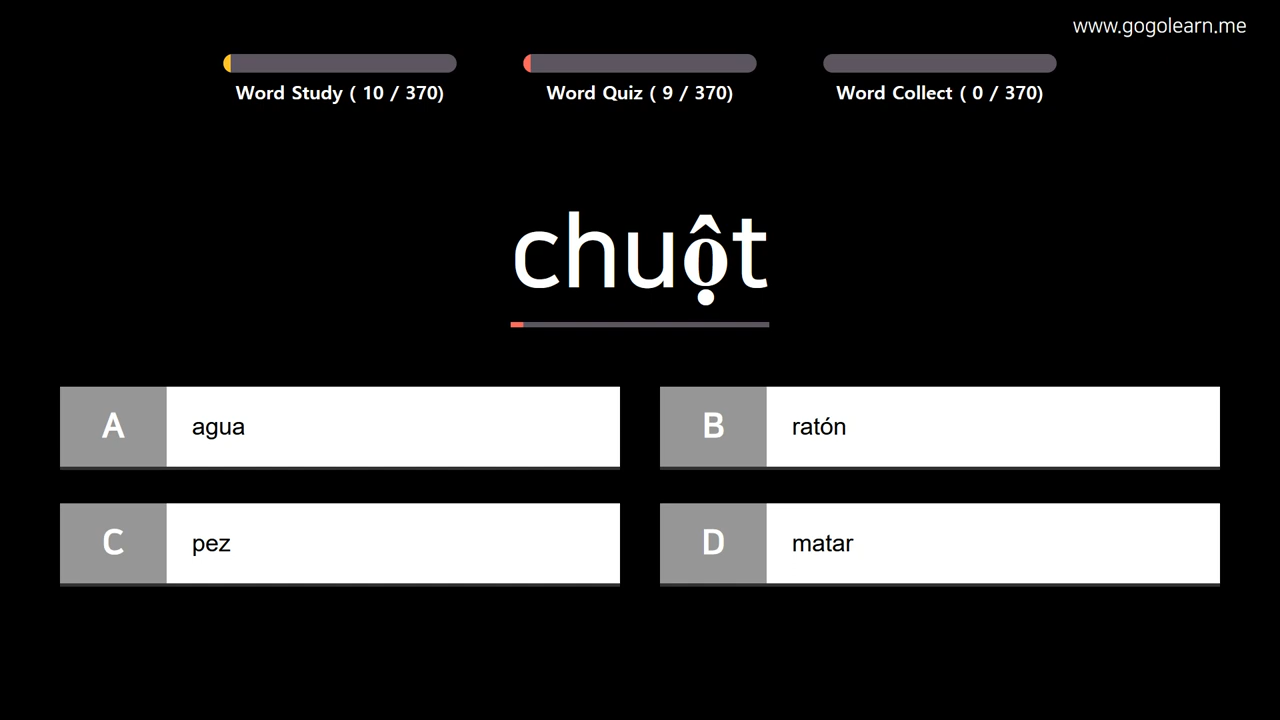 www.gogolearn.me
Word Study ( 10 / 370)
Word Quiz ( 9 / 370)
Word Collect ( 0 / 370)
chuột
A agua
B ratón
C pez
D matar